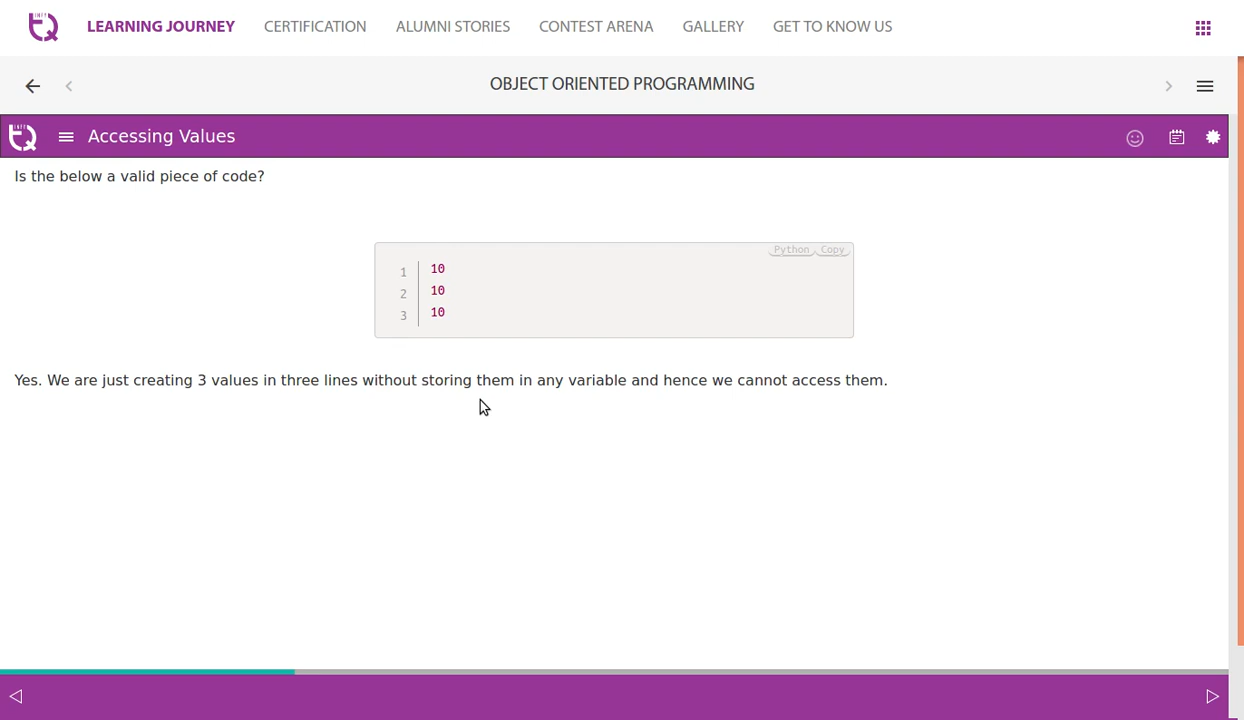 LEARNING JOURNEY CERTIFICATION ALUMNI STORIES CONTEST ARENA GALLERY GET TO KNOW US
OBJECT ORIENTED PROGRAMMING
Accessing Values
Is the below a valid piece of code?
Python Copy
1 10
2 10
3 10
Yes. We are just creating 3 values in three lines without storing them in any variable and hence we cannot access them.